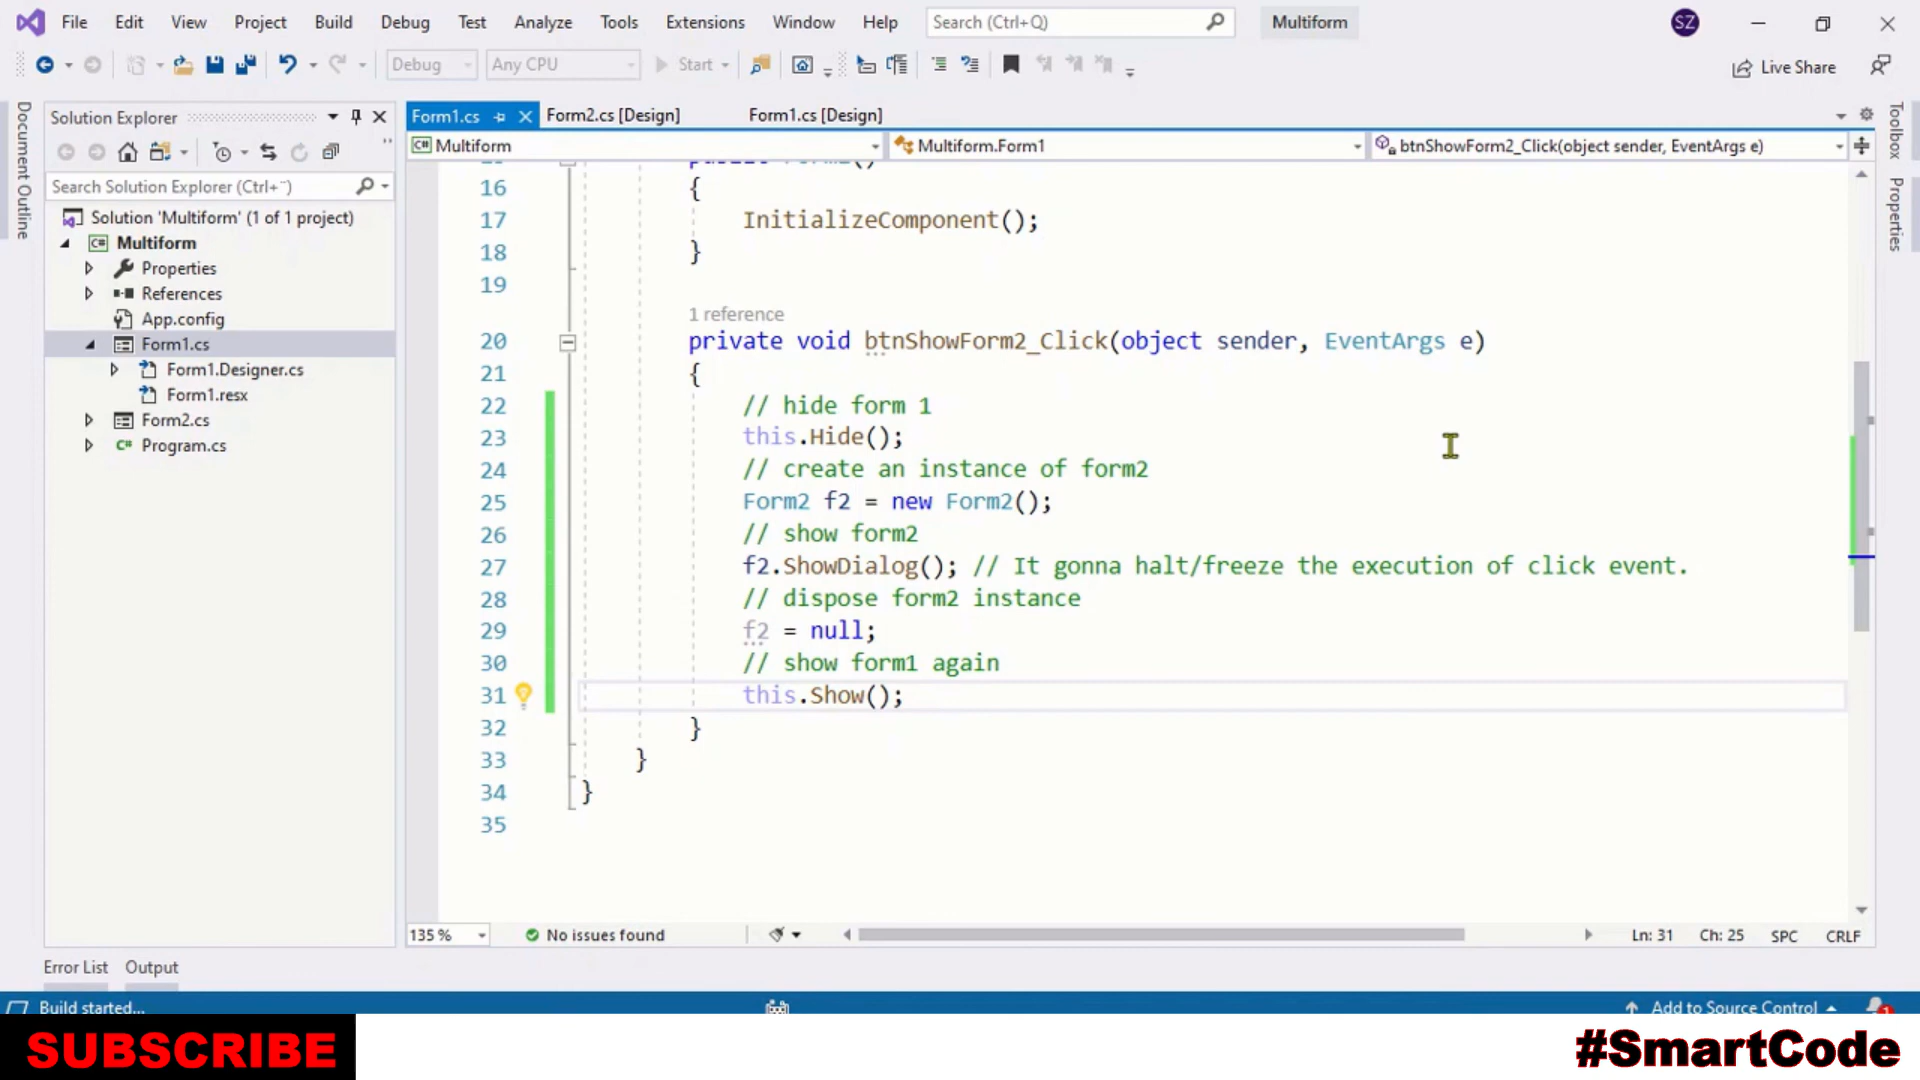 File Edit View Project Build Debug Test Analyze Tools Extensions Window Help Search (Ctrl+Q) Multiform SZ
Debug Any CPU Start Live Share
Document Outline
Solution Explorer
Search Solution Explorer (Ctrl+¨)
Solution 'Multiform' (1 of 1 project)
C# Multiform
Properties
References
App.config
Form1.cs
Form1.Designer.cs
Form1.resx
Form2.cs
C# Program.cs
Form1.cs Form2.cs [Design] Form1.cs [Design]
C# Multiform Multiform.Form1 btnShowForm2_Click(object sender, EventArgs e)
16 {
17 InitializeComponent();
18 }
19
1 reference
20 private void btnShowForm2_Click(object sender, EventArgs e)
21 {
22 // hide form 1
23 this.Hide();
24 // create an instance of form2
25 Form2 f2 = new Form2();
26 // show form2
27 f2.ShowDialog(); // It gonna halt/freeze the execution of click event.
28 // dispose form2 instance
29 f2 = null;
30 // show form1 again
31 this.Show();
32 }
33 }
34 }
35
135 % No issues found Ln: 31 Ch: 25 SPC CRLF
Toolbox
Properties
Error List Output
Build started... Add to Source Control 1
SUBSCRIBE #SmartCode